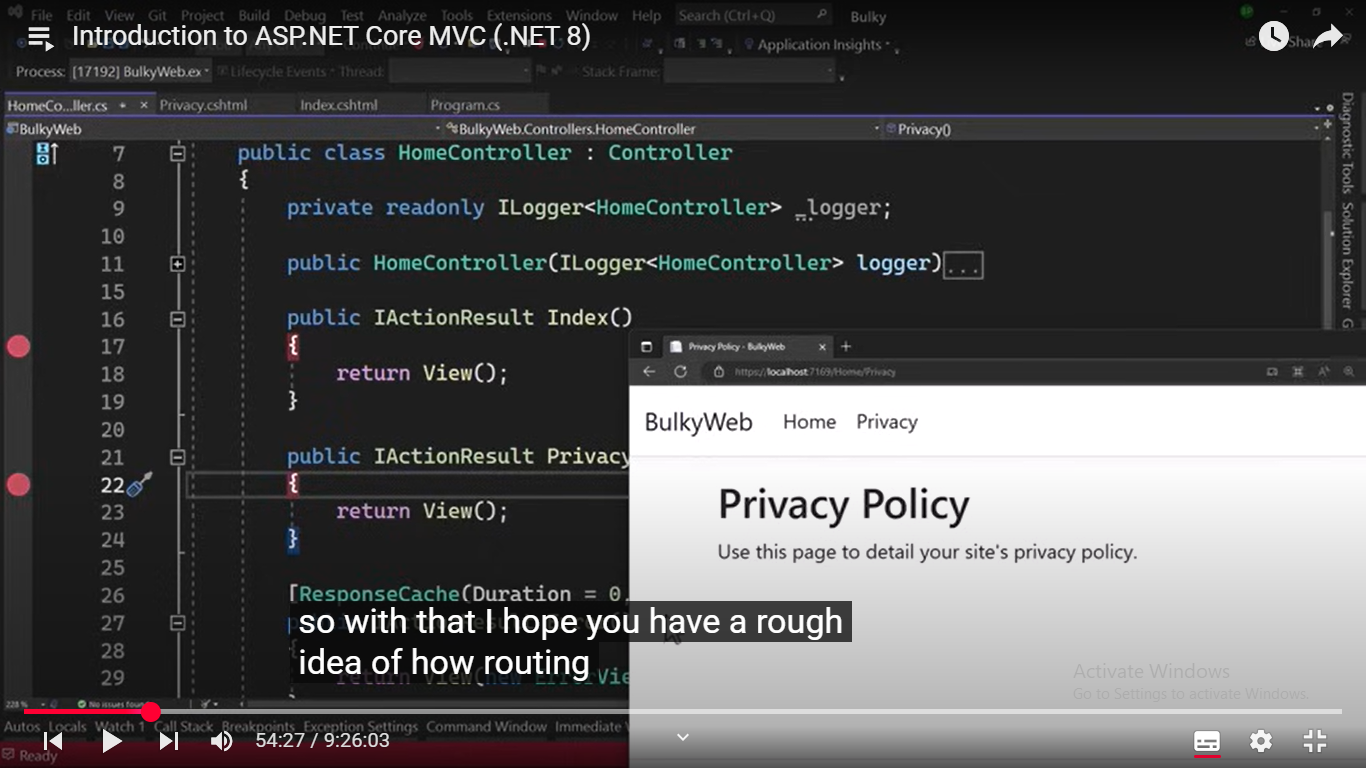 File Edit View Git Project Build Debug Test Analyze Tools Extensions Window Help Search (Ctrl+Q) Bulky
Introduction to ASP.NET Core MVC (.NET 8)
Application Insights
Share
Process: [17192] BulkyWeb.ex Lifecycle Events Thread: Stack Frame:
HomeCo...ller.cs Privacy.cshtml Index.cshtml Program.cs
BulkyWeb BulkyWeb.Controllers.HomeController Privacy()
Diagnostic Tools Solution Explorer G
7 public class HomeController : Controller
8 {
9 private readonly ILogger<HomeController> _logger;
10
11 public HomeController(ILogger<HomeController> logger)...
15
16 public IActionResult Index()
17 {
18 return View();
19 }
20
21 public IActionResult Privacy
22 {
23 return View();
24 }
25
26 [ResponseCache(Duration = 0,
27
28 {
29 return View(new ErrorVie
Privacy Policy - BulkyWeb
https://localhost:7169/Home/Privacy
BulkyWeb Home Privacy
Privacy Policy
Use this page to detail your site's privacy policy.
so with that I hope you have a rough
idea of how routing
Activate Windows
Go to Settings to activate Windows.
228 % No issues found
Autos Locals Watch 1 Call Stack Breakpoints Exception Settings Command Window Immediate
54:27 / 9:26:03
Ready